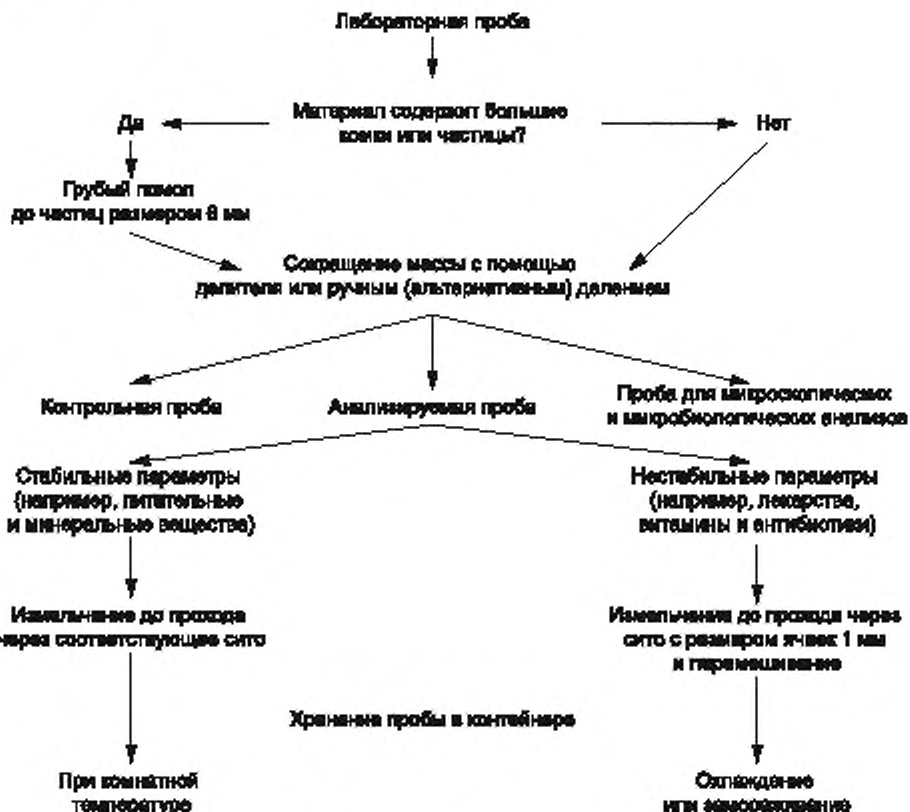 Лабораторная проба
Материал содержит большие
комки или частицы?
Да
Нет
Грубый помол
до частиц размером 6 мм
Сокращение массы с помощью
делителя или ручным (альтернативным) делением
Контрольная проба
Анализируемая проба
Проба для микроскопических
и микробиологических анализов
Стабильные параметры
(например, питательные
и минеральные вещества)
Нестабильные параметры
(например, лекарства,
витамины и антибиотики)
Измельчение до прохода
через соответствующее сито
Измельчение до прохода через
сито с размером ячеек 1 мм
и перемешивание
Хранение пробы в контейнере
При комнатной
температуре
Охлаждение
или замораживание